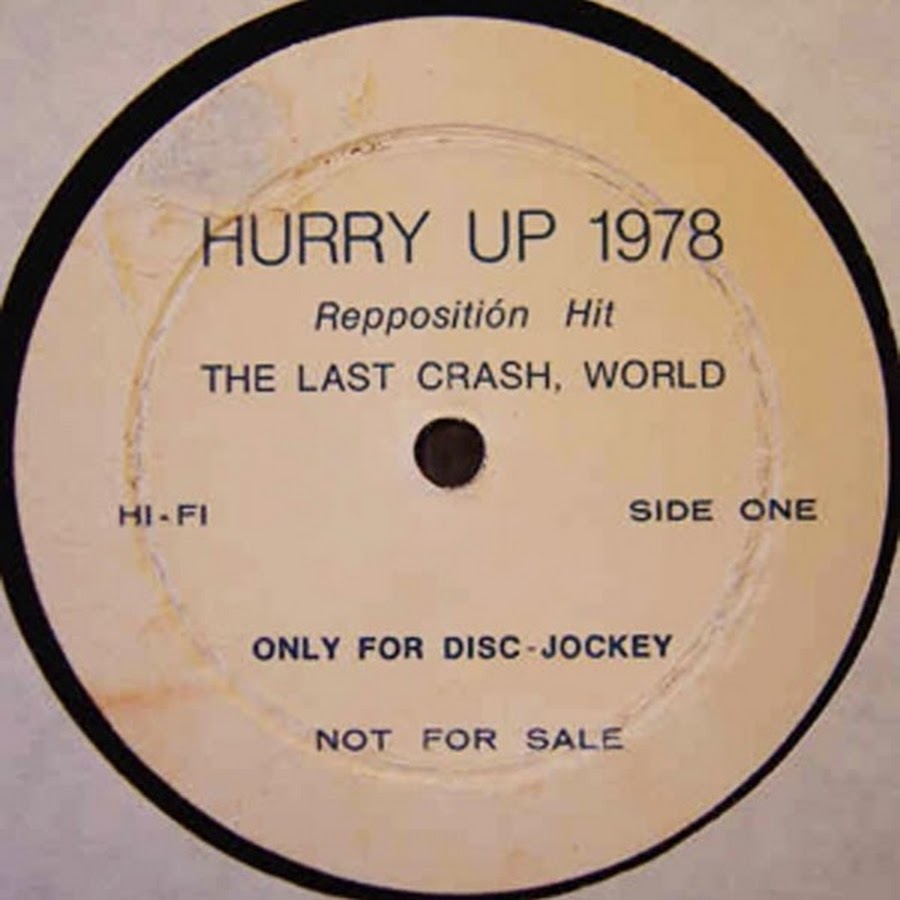 HURRY UP 1978
Reppositión Hit
THE LAST CRASH, WORLD
HI-FI
SIDE ONE
ONLY FOR DISC-JOCKEY
NOT FOR SALE